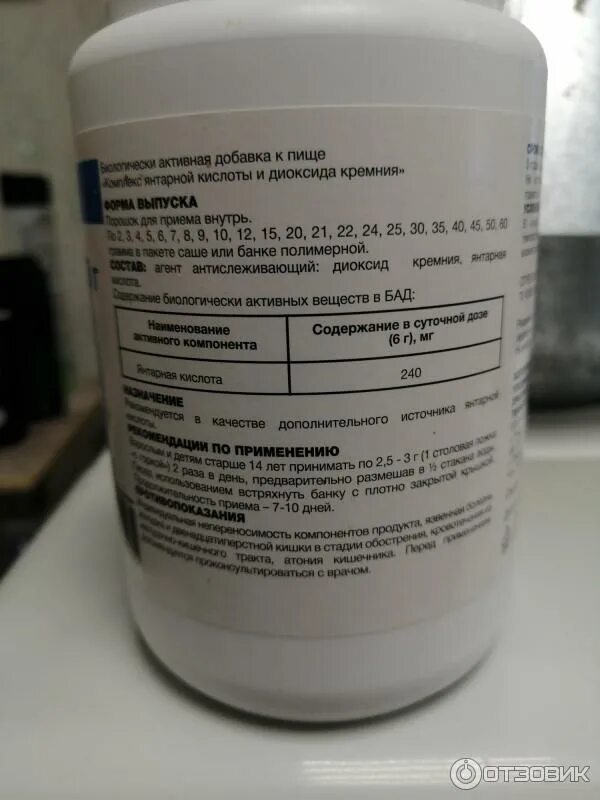 Биологически активная добавка к пище
«Комплекс янтарной кислоты и диоксида кремния»
ФОРМА ВЫПУСКА
Порошок для приема внутрь.
По 2, 3, 4, 5, 6, 7, 8, 9, 10, 12, 15, 20, 21, 22, 24, 25, 30, 35, 40, 45, 50, 60
грамм в пакете саше или банке полимерной.
СОСТАВ: агент антислеживающий: диоксид кремния, янтарная
кислота.
Содержание биологически активных веществ в БАД:
Наименование активного компонента
Содержание в суточной дозе (6 г), мг
Янтарная кислота 240
НАЗНАЧЕНИЕ
Рекомендуется в качестве дополнительного источника янтарной
кислоты.
РЕКОМЕНДАЦИИ ПО ПРИМЕНЕНИЮ
Взрослым и детям старше 14 лет принимать по 2,5 - 3 г (1 столовая ложка
«с горкой») 2 раза в день, предварительно размешав в ½ стакана воды.
Перед использованием встряхнуть банку с плотно закрытой крышкой.
Продолжительность приема – 7-10 дней.
ПРОТИВОПОКАЗАНИЯ
Индивидуальная непереносимость компонентов продукта, язвенная болезнь
желудка и двенадцатиперстной кишки в стадии обострения, кровотечения из
желудочно-кишечного тракта, атония кишечника. Перед применением
рекомендуется проконсультироваться с врачом.
ОТЗОВИК